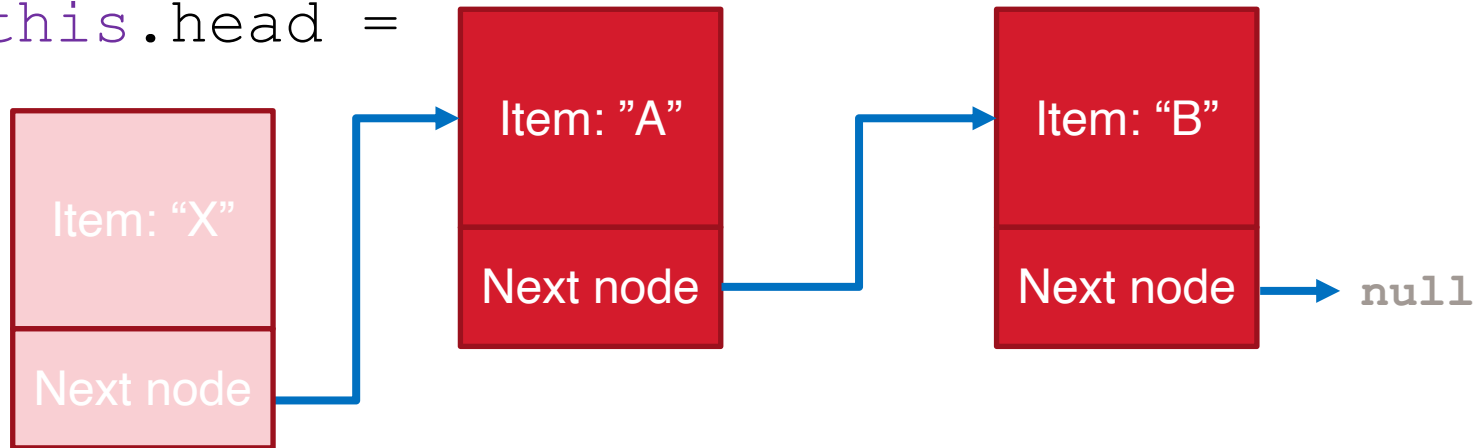 this.head =
Item: “X”
Next node
Item: ”A”
Next node
Item: “B”
Next node
null